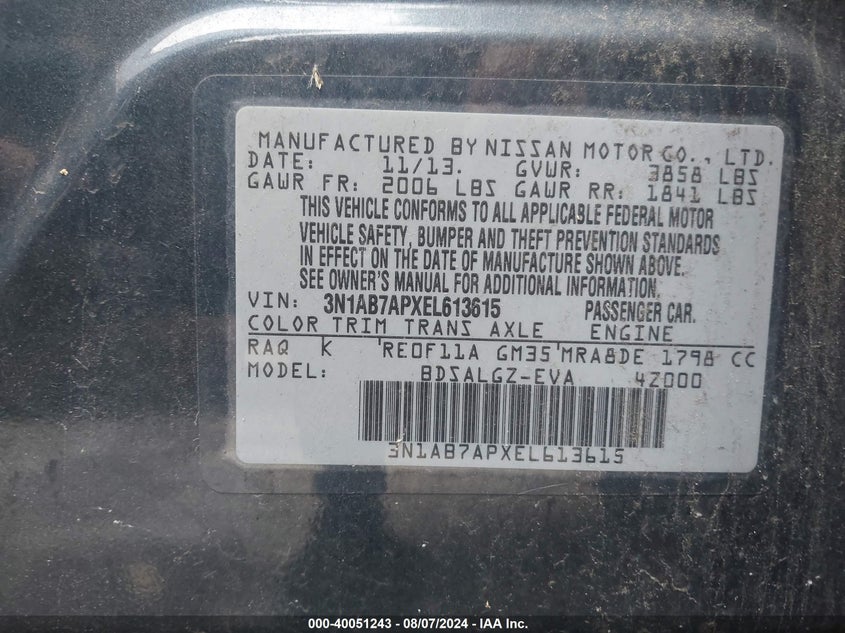 MANUFACTURED BY NISSAN MOTOR CO., LTD.
DATE: 11/13. GVWR: 3858 LBS
GAWR FR: 2006 LBS GAWR RR: 1841 LBS
THIS VEHICLE CONFORMS TO ALL APPLICABLE FEDERAL MOTOR
VEHICLE SAFETY, BUMPER AND THEFT PREVENTION STANDARDS
IN EFFECT ON THE DATE OF MANUFACTURE SHOWN ABOVE.
SEE OWNER'S MANUAL FOR ADDITIONAL INFORMATION.
VIN: 3N1AB7APXEL613615 PASSENGER CAR.
COLOR TRIM TRANS AXLE ENGINE
RAQ K RE0F11A GM35 MRA8DE 1798 CC
MODEL: BDSALGZ-EVA 4Z000
3N1AB7APXEL613615
000-40051243 - 08/07/2024 - IAA Inc.